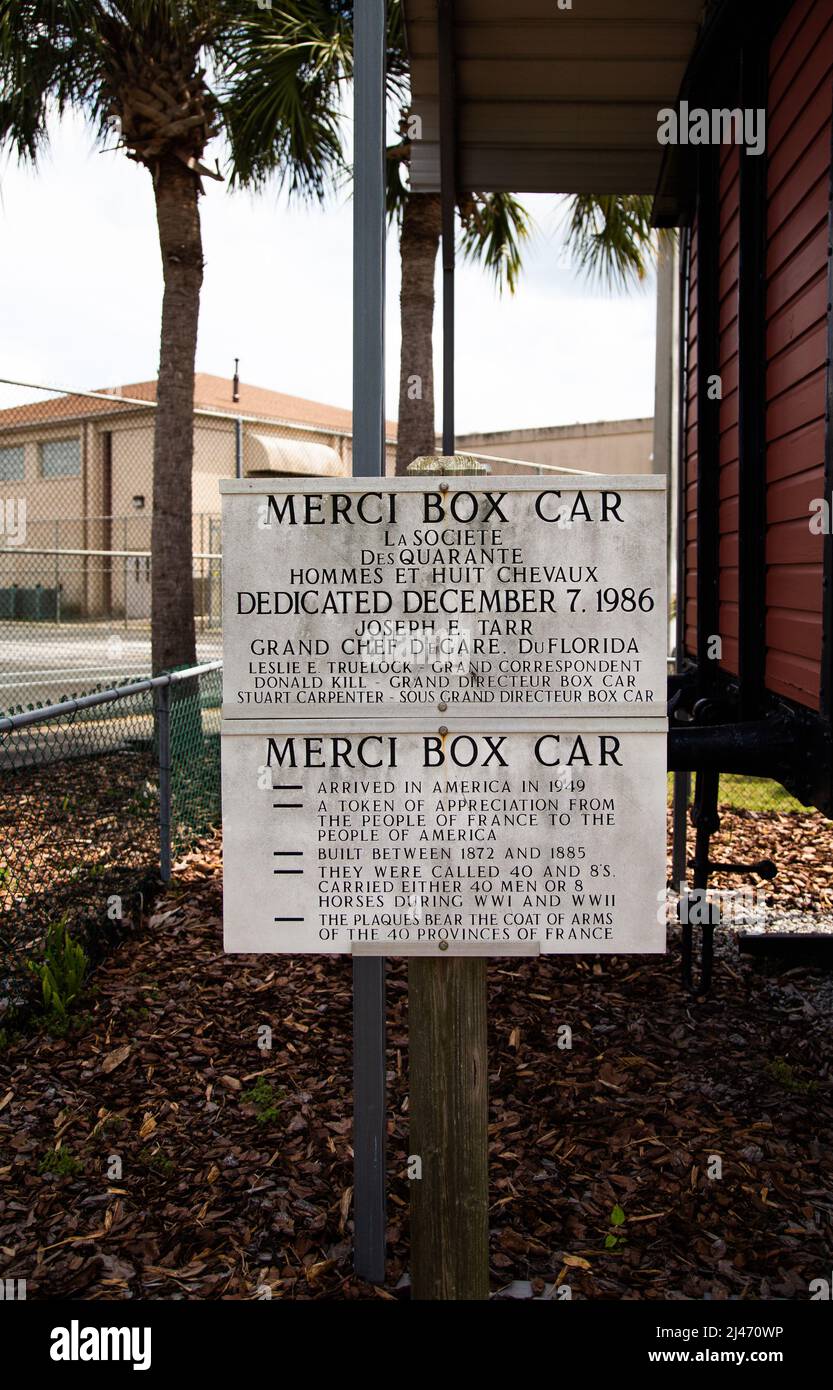 MERCI BOX CAR
LA SOCIETE
DES QUARANTE
HOMMES ET HUIT CHEVAUX
DEDICATED DECEMBER 7, 1986
JOSEPH E. TARR
GRAND CHEF DEGARE, DU FLORIDA
LESLIE E. TRUELOCK - GRAND CORRESPONDENT
DONALD KILL - GRAND DIRECTEUR BOX CAR
STUART CARPENTER - SOUS GRAND DIRECTEUR BOX CAR
MERCI BOX CAR
— ARRIVED IN AMERICA IN 1949
— A TOKEN OF APPRECIATION FROM
THE PEOPLE OF FRANCE TO THE
PEOPLE OF AMERICA
— BUILT BETWEEN 1872 AND 1885
— THEY WERE CALLED 40 AND 8'S.
CARRIED EITHER 40 MEN OR 8
HORSES DURING WWI AND WWII
— THE PLAQUES BEAR THE COAT OF ARMS
OF THE 40 PROVINCES OF FRANCE
alamy
Image ID: 2J470WP
www.alamy.com